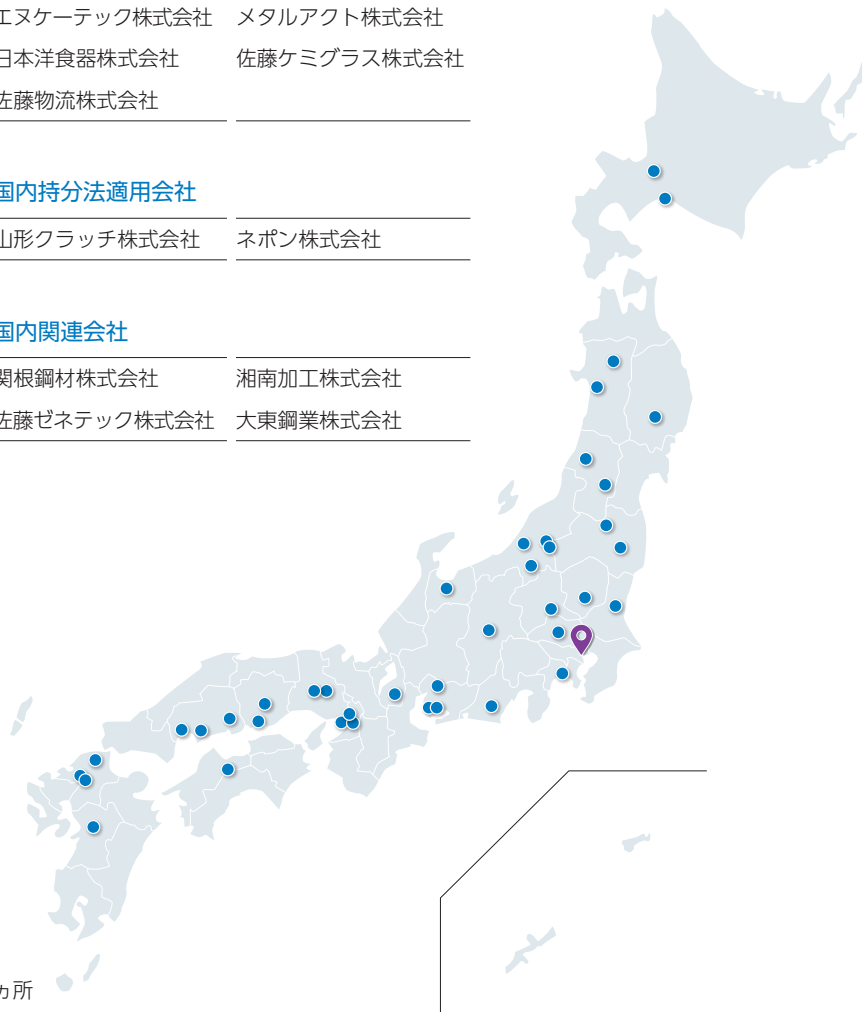 エヌケーテック株式会社 メタルアクト株式会社
日本洋食器株式会社 佐藤ケミグラス株式会社
佐藤物流株式会社
国内持分法適用会社
山形クラッチ株式会社 ネポン株式会社
国内関連会社
関根鋼材株式会社 湘南加工株式会社
佐藤ゼネテック株式会社 大東鋼業株式会社
ヵ所